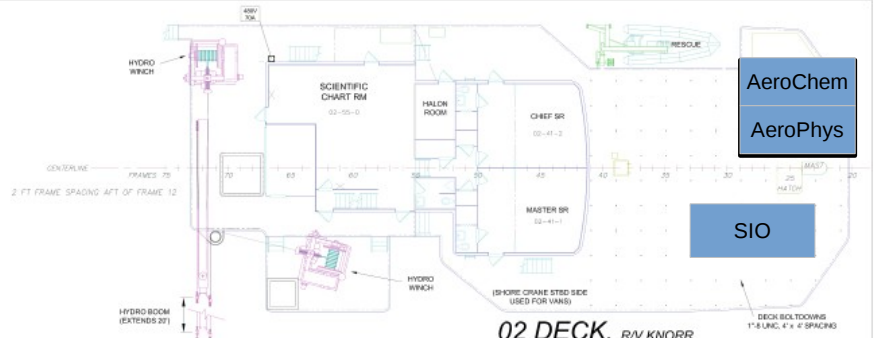 480V
70A
HYDRO
WINCH
SCIENTIFIC
CHART RM
02-55-0
HALON
ROOM
CHIEF SR
02-41-2
RESCUE
AeroChem
AeroPhys
CENTERLINE
FRAMES 75
70
65
60
55
50
45
40
35
30
25
20
MAST
HATCH
2 FT FRAME SPACING AFT OF FRAME 12
MASTER SR
02-41-1
SIO
HYDRO
WINCH
(SHORE CRANE STBD SIDE
USED FOR VANS)
HYDRO BOOM
(EXTENDS 20')
DECK BOLTDOWNS
1"-8 UNC, 4' x 4' SPACING
02 DECK, R/V KNORR